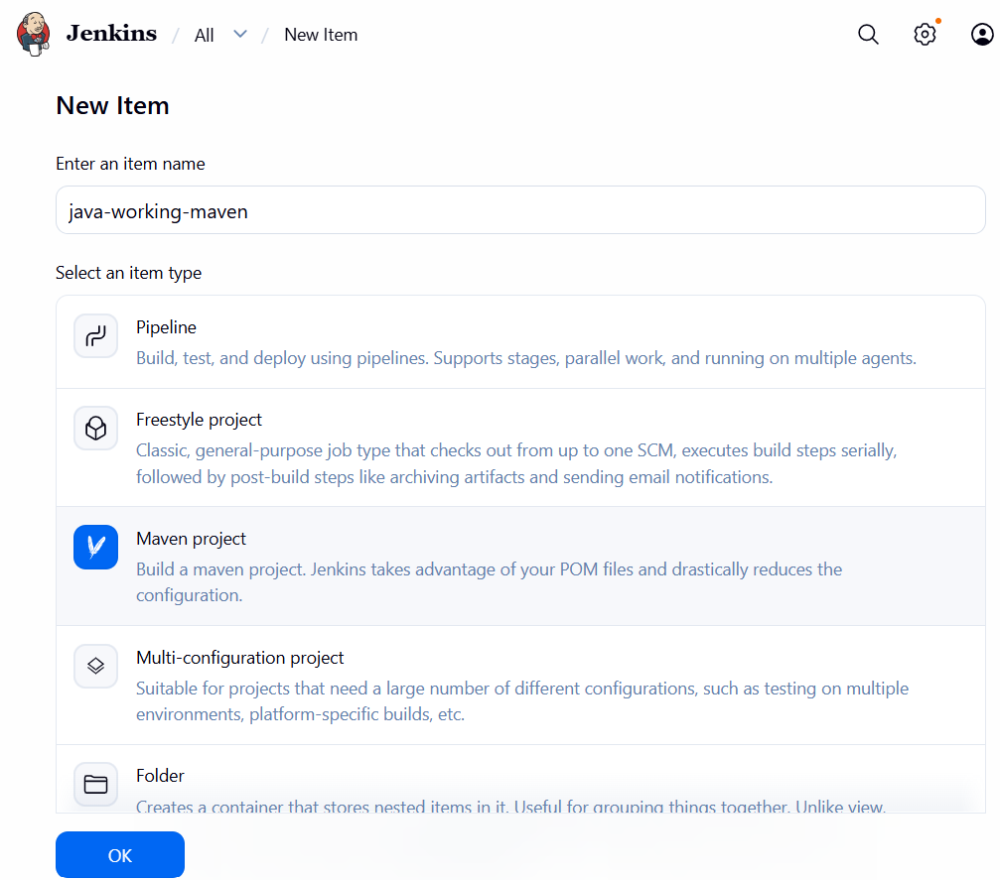 Jenkins / All / New Item
New Item
Enter an item name
java-working-maven
Select an item type
Pipeline
Build, test, and deploy using pipelines. Supports stages, parallel work, and running on multiple agents.
Freestyle project
Classic, general-purpose job type that checks out from up to one SCM, executes build steps serially,
followed by post-build steps like archiving artifacts and sending email notifications.
Maven project
Build a maven project. Jenkins takes advantage of your POM files and drastically reduces the
configuration.
Multi-configuration project
Suitable for projects that need a large number of different configurations, such as testing on multiple
environments, platform-specific builds, etc.
Folder
Creates a container that stores nested items in it. Useful for grouping things together. Unlike view,
OK